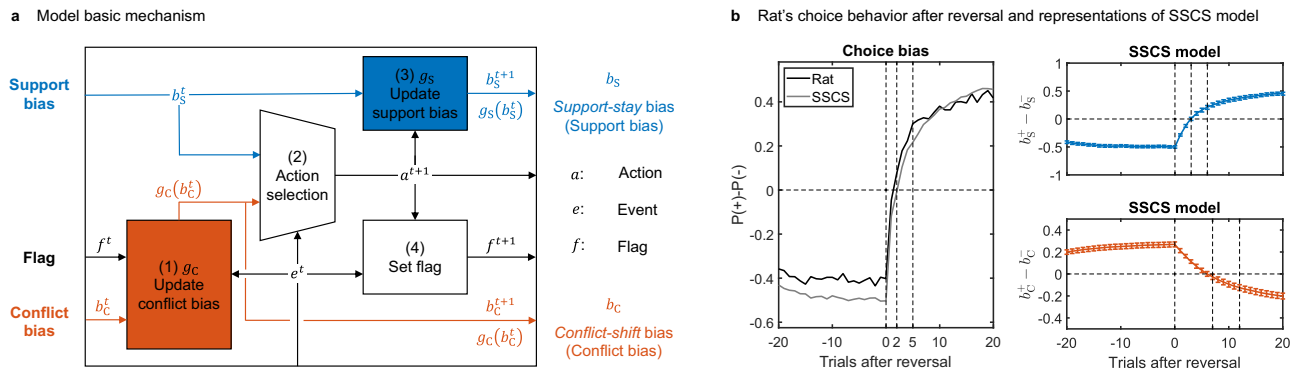 a Model basic mechanism
Support
bias
b_S^t
(3) g_S
Update
support bias
b_S^{t+1}
g_S(b_S^t)
b_S
Support-stay bias
(Support bias)
(2)
Action
selection
a^{t+1}
a: Action
g_C(b_C^t)
e: Event
Flag
f^t
(1) g_C
Update
conflict bias
e^t
(4)
Set flag
f^{t+1}
f: Flag
Conflict
bias
b_C^t
b_C^{t+1}
g_C(b_C^t)
b_C
Conflict-shift bias
(Conflict bias)
b Rat's choice behavior after reversal and representations of SSCS model
Choice bias
Rat
SSCS
P(+)-P(-)
0.4
0.2
0
-0.2
-0.4
-0.6
-20 -10 0 2 5 10 20
Trials after reversal
SSCS model
b_S^+ − b_S^-
1
0.5
0
-0.5
-1
-20 -10 0 10 20
SSCS model
b_C^+ − b_C^-
0.4
0.2
0
-0.2
-0.4
-20 -10 0 10 20
Trials after reversal